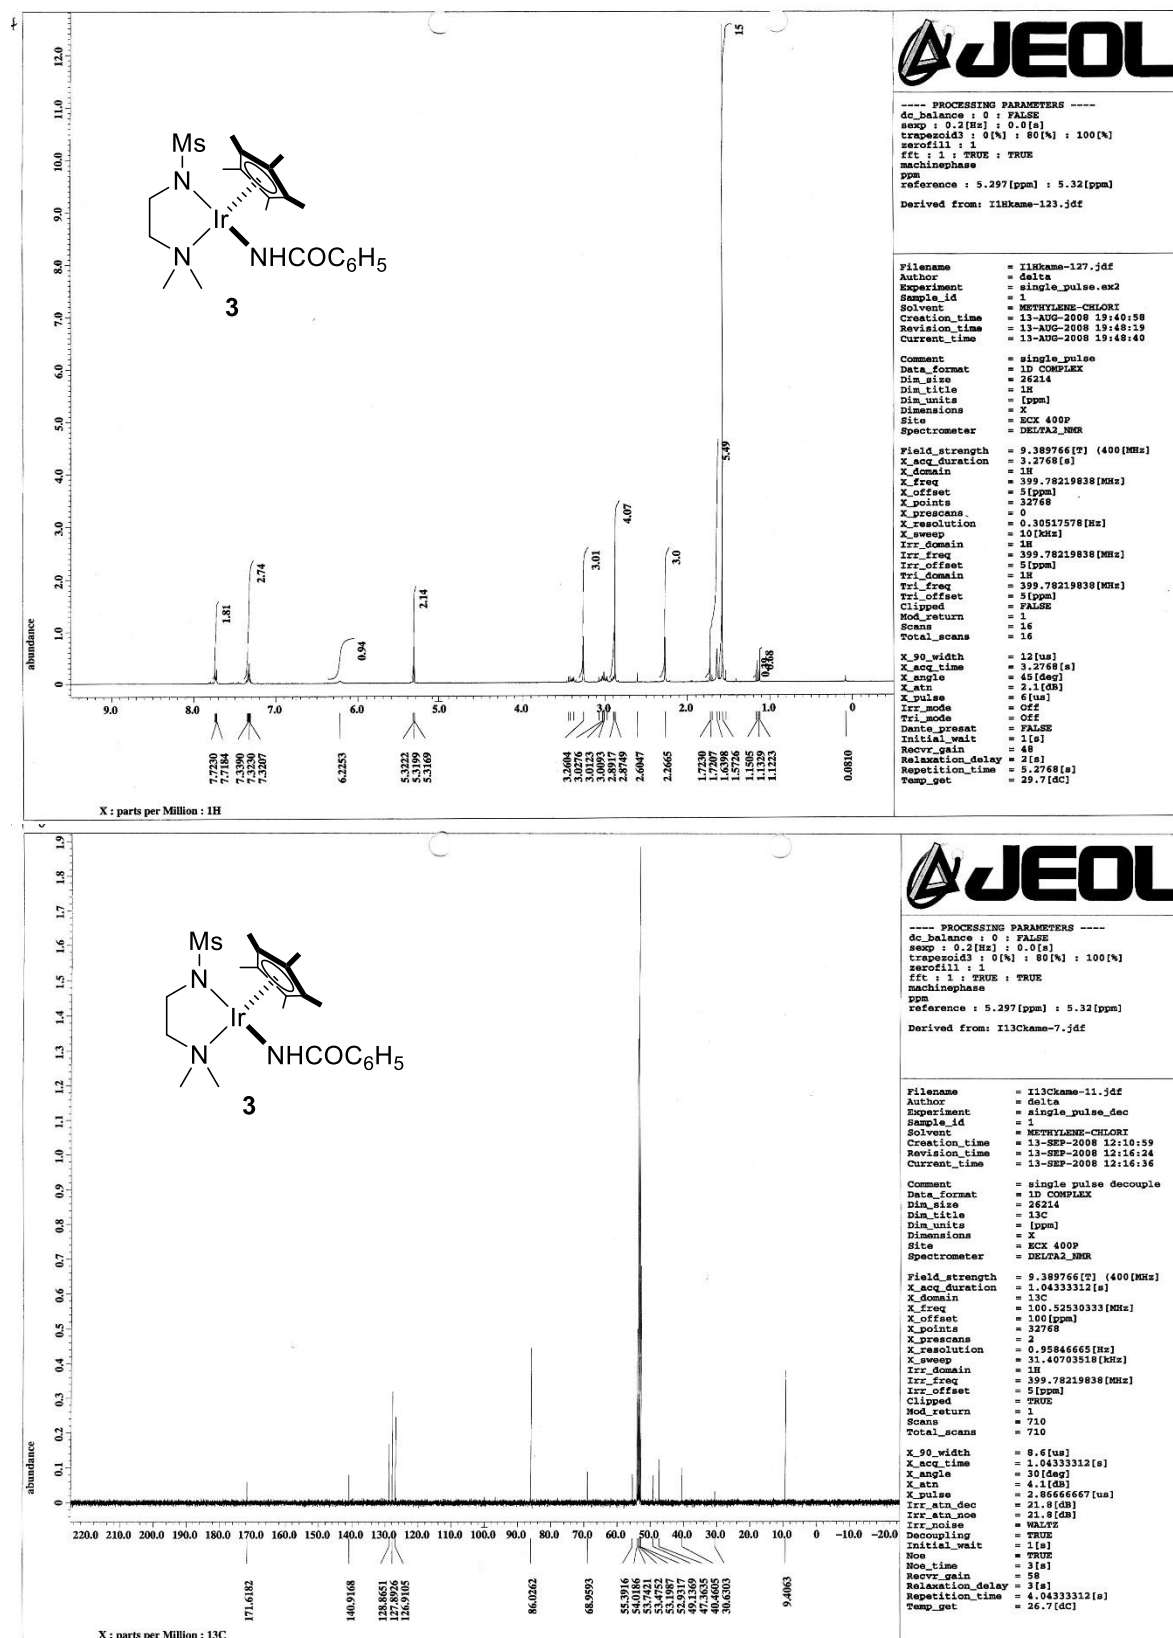 JEOL
---- PROCESSING PARAMETERS ----
dc_balance : 0 : FALSE
sexp : 0.2[Hz] : 0.0[s]
trapezoid3 : 0[%] : 80[%] : 100[%]
zerofill : 1
fft : 1 : TRUE : TRUE
machinephase
ppm
reference : 5.297[ppm] : 5.32[ppm]
Derived from: I1Hkame-123.jdf
Filename = I1Hkame-127.jdf
Author = delta
Experiment = single_pulse.ex2
Sample_id = 1
Solvent = METHYLENE-CHLORI
Creation_time = 13-AUG-2008 19:40:58
Revision_time = 13-AUG-2008 19:48:19
Current_time = 13-AUG-2008 19:48:40
Comment = single_pulse
Data_format = 1D COMPLEX
Dim_size = 26214
Dim_title = 1H
Dim_units = [ppm]
Dimensions = X
Site = ECX 400P
Spectrometer = DELTA2_NMR
Field_strength = 9.389766[T] (400[MHz]
X_acq_duration = 3.2768[s]
X_domain = 1H
X_freq = 399.78219838[MHz]
X_offset = 5[ppm]
X_points = 32768
X_prescans = 0
X_resolution = 0.30517578[Hz]
X_sweep = 10[kHz]
Irr_domain = 1H
Irr_freq = 399.78219838[MHz]
Irr_offset = 5[ppm]
Tri_domain = 1H
Tri_freq = 399.78219838[MHz]
Tri_offset = 5[ppm]
Clipped = FALSE
Mod_return = 1
Scans = 16
Total_scans = 16
X_90_width = 12[us]
X_acq_time = 3.2768[s]
X_angle = 45[deg]
X_atn = 2.1[dB]
X_pulse = 6[us]
Irr_mode = Off
Tri_mode = Off
Dante_presat = FALSE
Initial_wait = 1[s]
Recvr_gain = 48
Relaxation_delay = 2[s]
Repetition_time = 5.2768[s]
Temp_get = 29.7[dC]
Ms
N
Ir
N
NHCOC6H5
3
abundance
12.0
11.0
10.0
9.0
8.0
7.0
6.0
5.0
4.0
3.0
2.0
1.0
0
1.81
2.74
0.94
2.14
3.01
4.07
3.0
5.49
15
0.68
9.0 8.0 7.0 6.0 5.0 4.0 3.0 2.0 1.0 0
7.7230
7.7184
7.3390
7.3230
7.3207
6.2253
5.3222
5.3199
5.3169
3.2604
3.0276
3.0123
3.0093
2.8917
2.8749
2.6047
2.2665
1.7230
1.7207
1.6398
1.5726
1.1505
1.1329
1.1223
0.0810
X : parts per Million : 1H
JEOL
---- PROCESSING PARAMETERS ----
dc_balance : 0 : FALSE
sexp : 0.2[Hz] : 0.0[s]
trapezoid3 : 0[%] : 80[%] : 100[%]
zerofill : 1
fft : 1 : TRUE : TRUE
machinephase
ppm
reference : 5.297[ppm] : 5.32[ppm]
Derived from: I13Ckame-7.jdf
Filename = I13Ckame-11.jdf
Author = delta
Experiment = single_pulse_dec
Sample_id = 1
Solvent = METHYLENE-CHLORI
Creation_time = 13-SEP-2008 12:10:59
Revision_time = 13-SEP-2008 12:16:24
Current_time = 13-SEP-2008 12:16:36
Comment = single pulse decouple
Data_format = 1D COMPLEX
Dim_size = 26214
Dim_title = 13C
Dim_units = [ppm]
Dimensions = X
Site = ECX 400P
Spectrometer = DELTA2_NMR
Field_strength = 9.389766[T] (400[MHz]
X_acq_duration = 1.04333312[s]
X_domain = 13C
X_freq = 100.52530333[MHz]
X_offset = 100[ppm]
X_points = 32768
X_prescans = 2
X_resolution = 0.95846665[Hz]
X_sweep = 31.40703518[kHz]
Irr_domain = 1H
Irr_freq = 399.78219838[MHz]
Irr_offset = 5[ppm]
Clipped = TRUE
Mod_return = 1
Scans = 710
Total_scans = 710
X_90_width = 8.6[us]
X_acq_time = 1.04333312[s]
X_angle = 30[deg]
X_atn = 4.1[dB]
X_pulse = 2.86666667[us]
Irr_atn_dec = 21.8[dB]
Irr_atn_noe = 21.8[dB]
Irr_noise = WALTZ
Decoupling = TRUE
Initial_wait = 1[s]
Noe = TRUE
Noe_time = 3[s]
Recvr_gain = 58
Relaxation_delay = 3[s]
Repetition_time = 4.04333312[s]
Temp_get = 26.7[dC]
Ms
N
Ir
N
NHCOC6H5
3
abundance
1.9
1.8
1.7
1.6
1.5
1.4
1.3
1.2
1.1
1.0
0.9
0.8
0.7
0.6
0.5
0.4
0.3
0.2
0.1
0
220.0 210.0 200.0 190.0 180.0 170.0 160.0 150.0 140.0 130.0 120.0 110.0 100.0 90.0 80.0 70.0 60.0 50.0 40.0 30.0 20.0 10.0 0 -10.0 -20.0
171.6182
140.9168
128.8651
127.8926
126.9105
86.0262
68.9593
55.3916
54.0186
53.7421
53.4752
53.1987
52.9317
49.1369
47.3635
40.4605
30.6303
9.4063
X : parts per Million : 13C